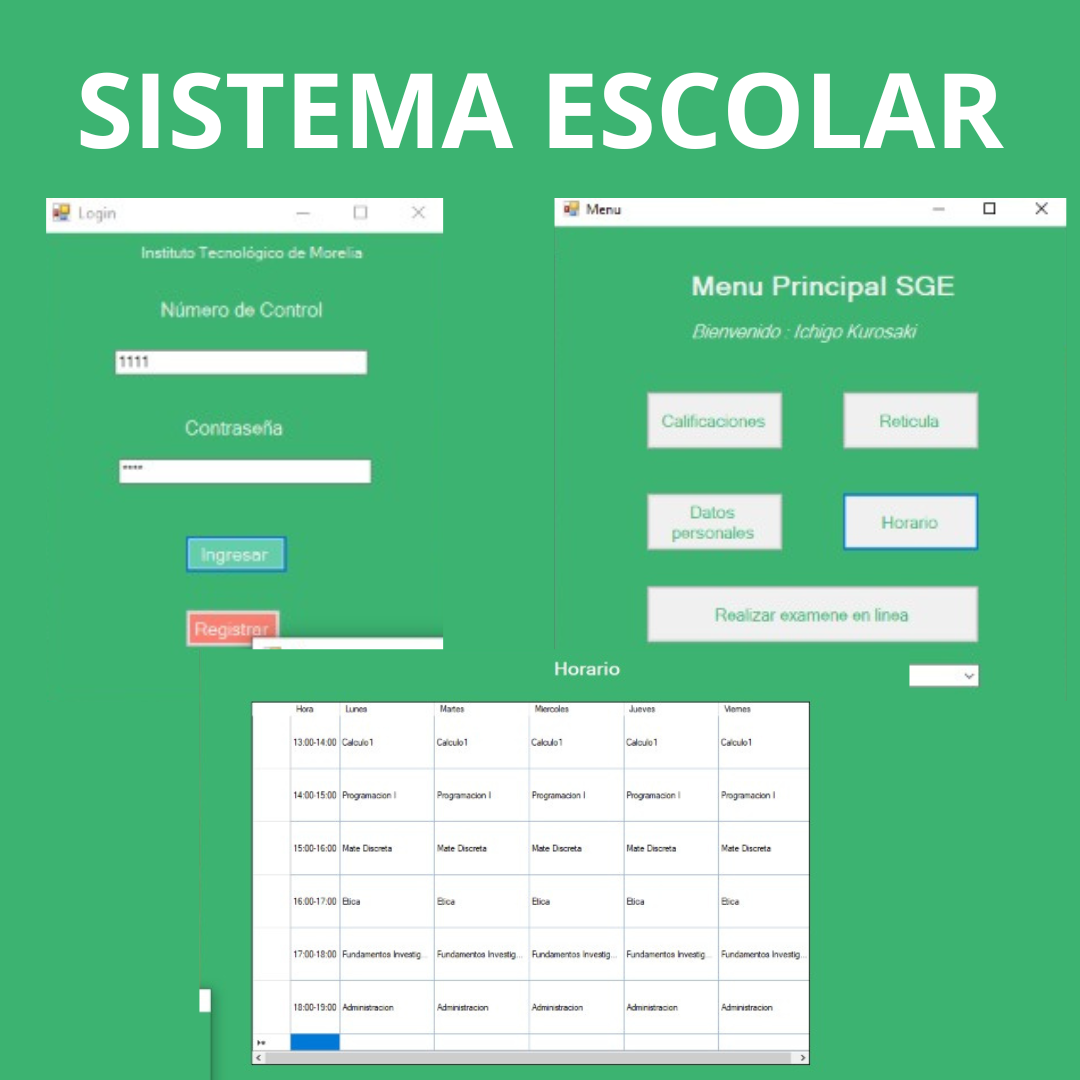 SISTEMA ESCOLAR
Login
Instituto Tecnológico de Morelia
Número de Control
1111
Contraseña
****
Ingresar
Registrar
Menu
Menu Principal SGE
Bienvenido : Ichigo Kurosaki
Calificaciones
Reticula
Datos
personales
Horario
Realizar examene en linea
Horario
Hora Lunes Martes Miercoles Jueves Viernes
13:00-14:00 Calculo1 Calculo1 Calculo1 Calculo1 Calculo1
14:00-15:00 Programacion I Programacion I Programacion I Programacion I Programacion I
15:00-16:00 Mate Discreta Mate Discreta Mate Discreta Mate Discreta Mate Discreta
16:00-17:00 Etica Etica Etica Etica Etica
17:00-18:00 Fundamentos Investig... Fundamentos Investig... Fundamentos Investig... Fundamentos Investig... Fundamentos Investig...
18:00-19:00 Administracion Administracion Administracion Administracion Administracion